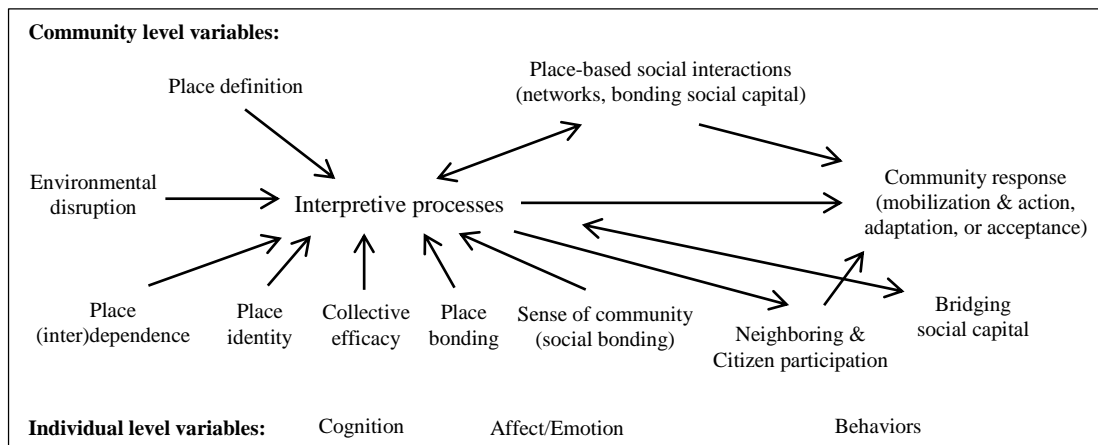 Community level variables:
Place definition
Place-based social interactions
(networks, bonding social capital)
Environmental
disruption
Interpretive processes
Community response
(mobilization & action,
adaptation, or acceptance)
Place
(inter)dependence
Place
identity
Collective
efficacy
Place
bonding
Sense of community
(social bonding)
Neighboring &
Citizen participation
Bridging
social capital
Individual level variables:
Cognition
Affect/Emotion
Behaviors